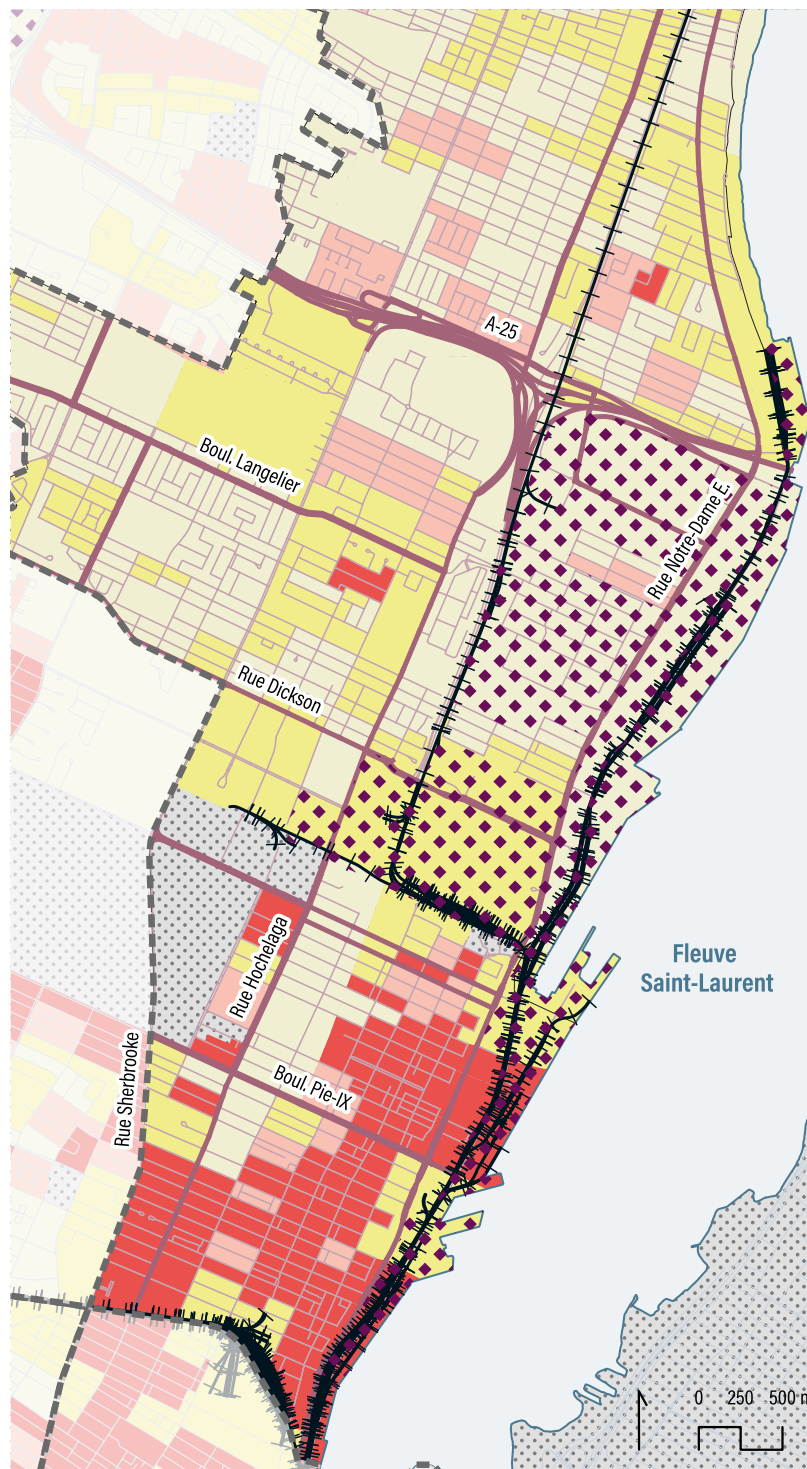 A-25
Boul. Langelier
Rue Notre-Dame E.
Rue Dickson
Rue Hochelaga
Fleuve
Saint-Laurent
Rue Sherbrooke
Boul. Pie-IX
0 250 500 m